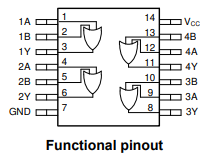 1A 1 14 VCC
1B 2 13 4B
1Y 3 12 4A
2A 4 11 4Y
2B 5 10 3B
2Y 6 9 3A
GND 7 8 3Y
Functional pinout